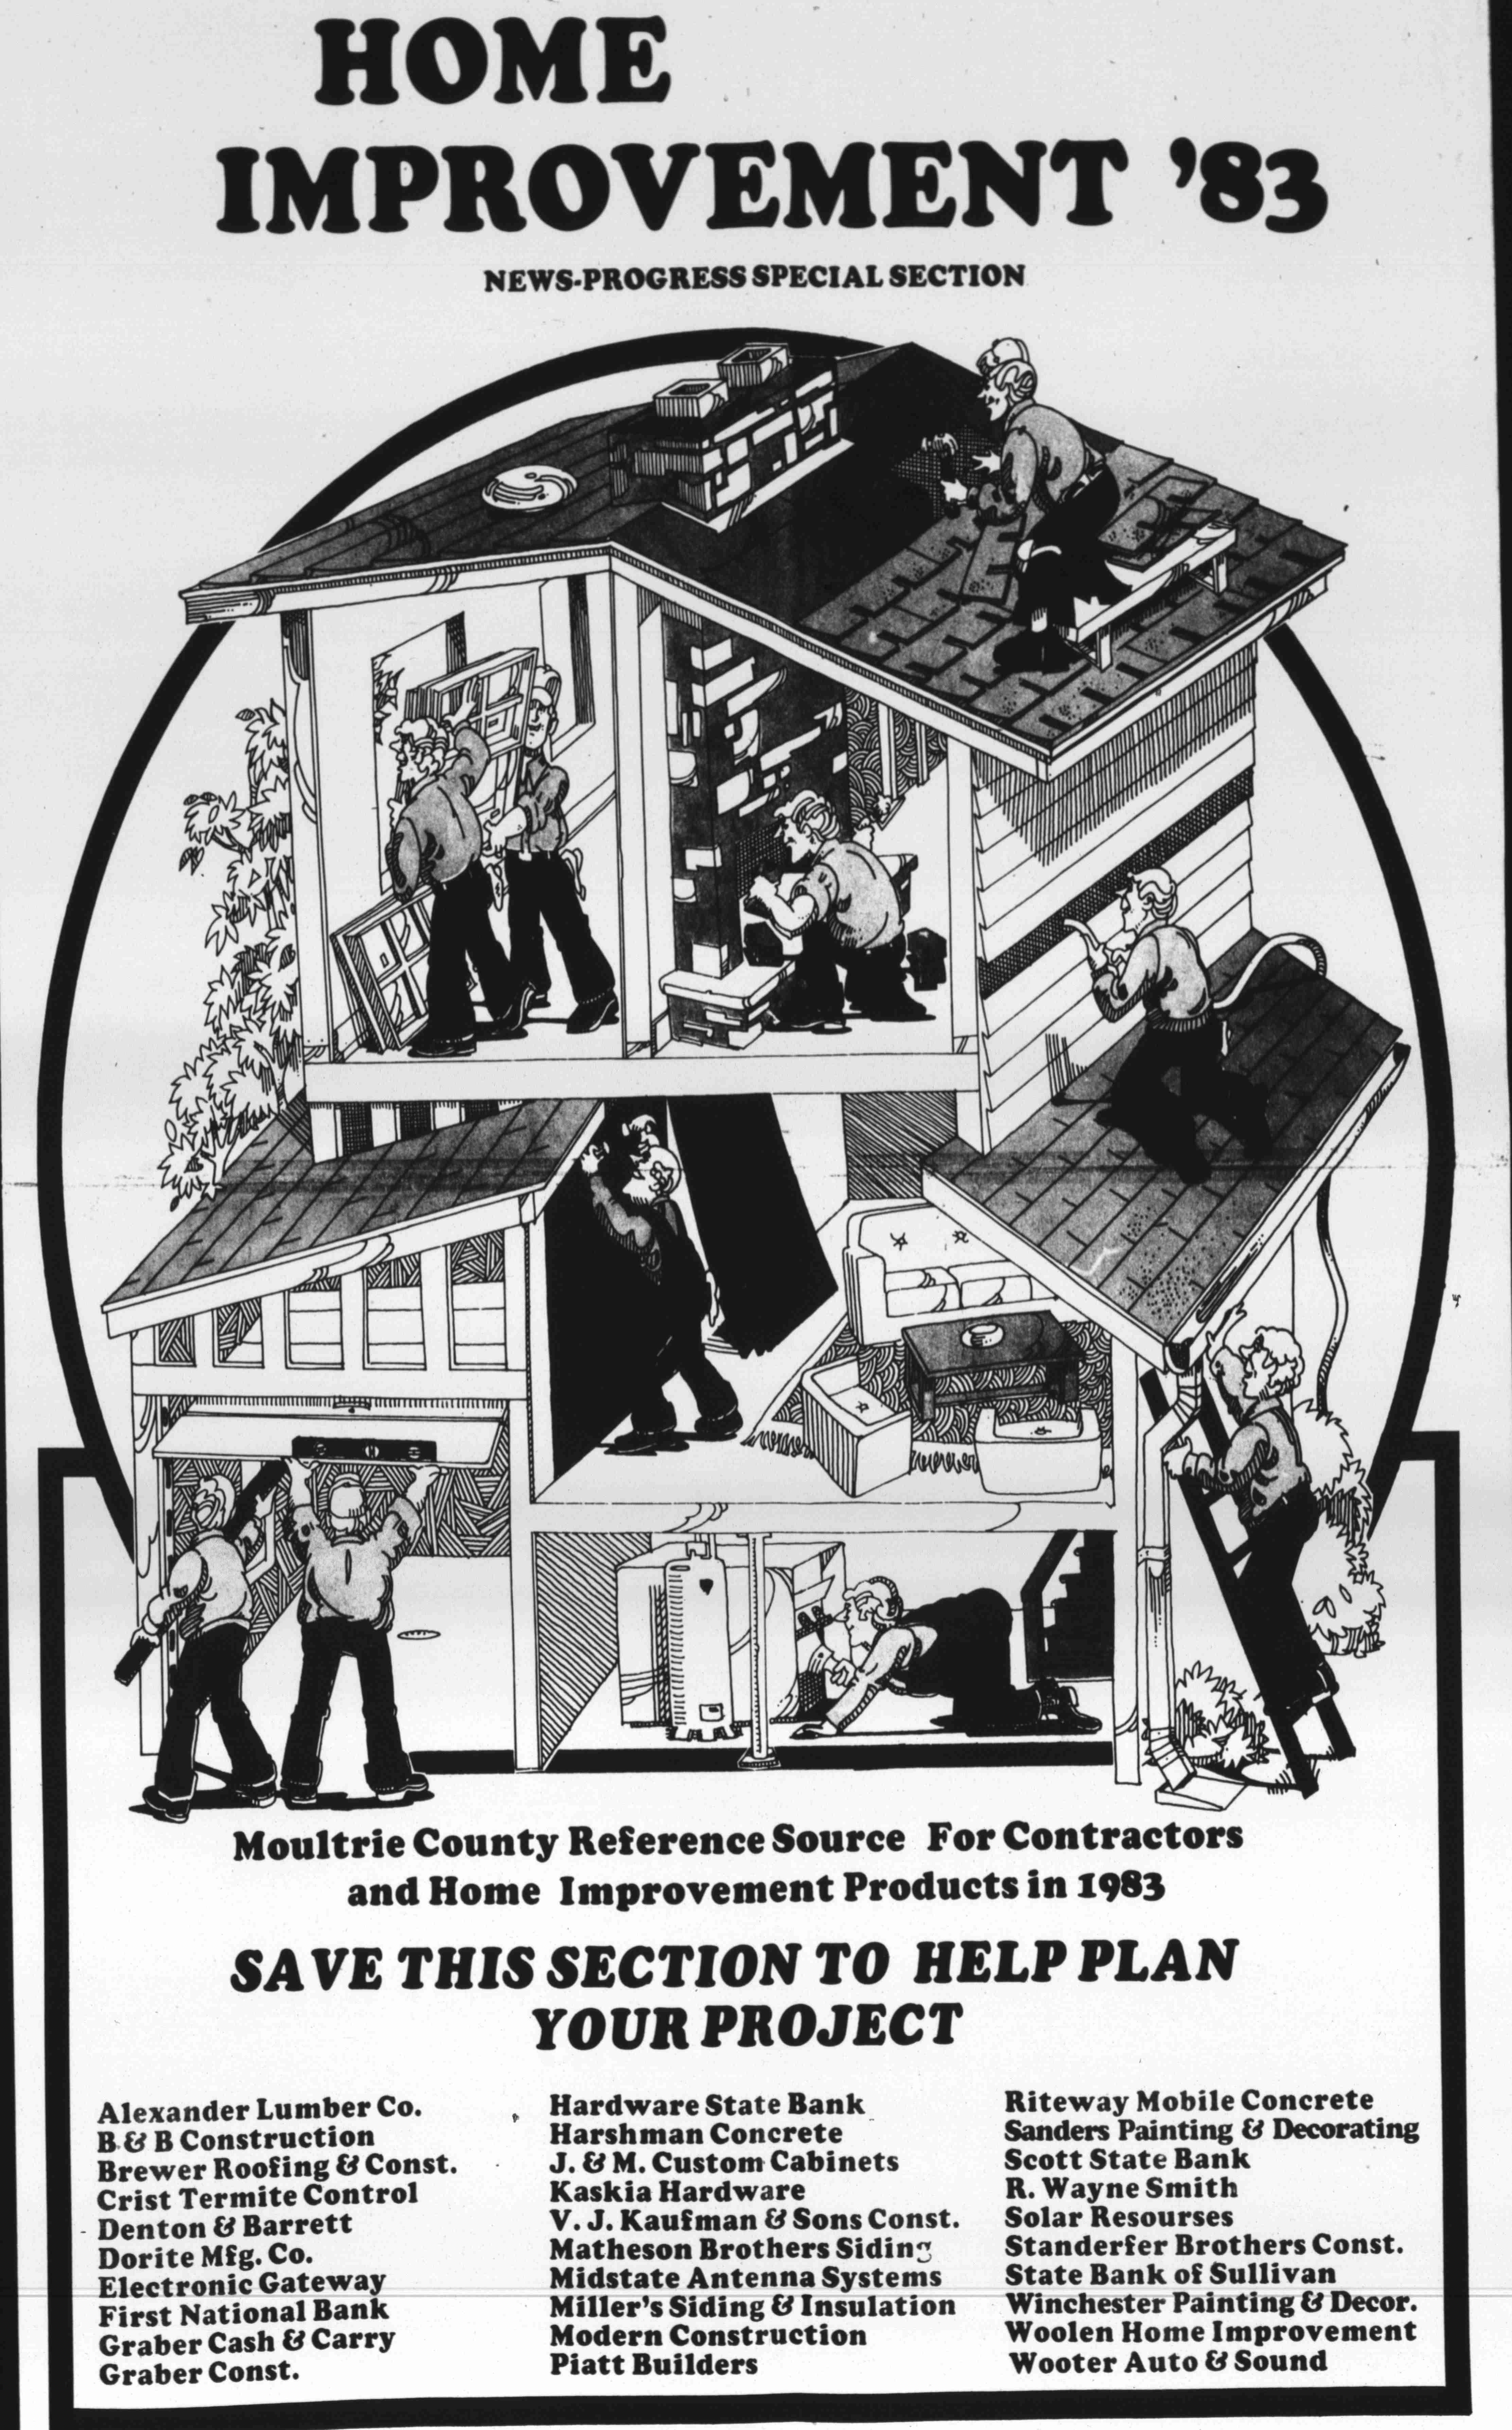 HOME
IMPROVEMENT '83
NEWS-PROGRESS SPECIAL SECTION
Moultrie County Reference Source For Contractors
and Home Improvement Products in 1983
SAVE THIS SECTION TO HELP PLAN
YOUR PROJECT
Alexander Lumber Co.
B & B Construction
Brewer Roofing & Const.
Crist Termite Control
Denton & Barrett
Dorite Mfg. Co.
Electronic Gateway
First National Bank
Graber Cash & Carry
Graber Const.
Hardware State Bank
Harshman Concrete
J. & M. Custom Cabinets
Kaskia Hardware
V. J. Kaufman & Sons Const.
Matheson Brothers Siding
Midstate Antenna Systems
Miller's Siding & Insulation
Modern Construction
Piatt Builders
Riteway Mobile Concrete
Sanders Painting & Decorating
Scott State Bank
R. Wayne Smith
Solar Resourses
Standerfer Brothers Const.
State Bank of Sullivan
Winchester Painting & Decor.
Woolen Home Improvement
Wooter Auto & Sound